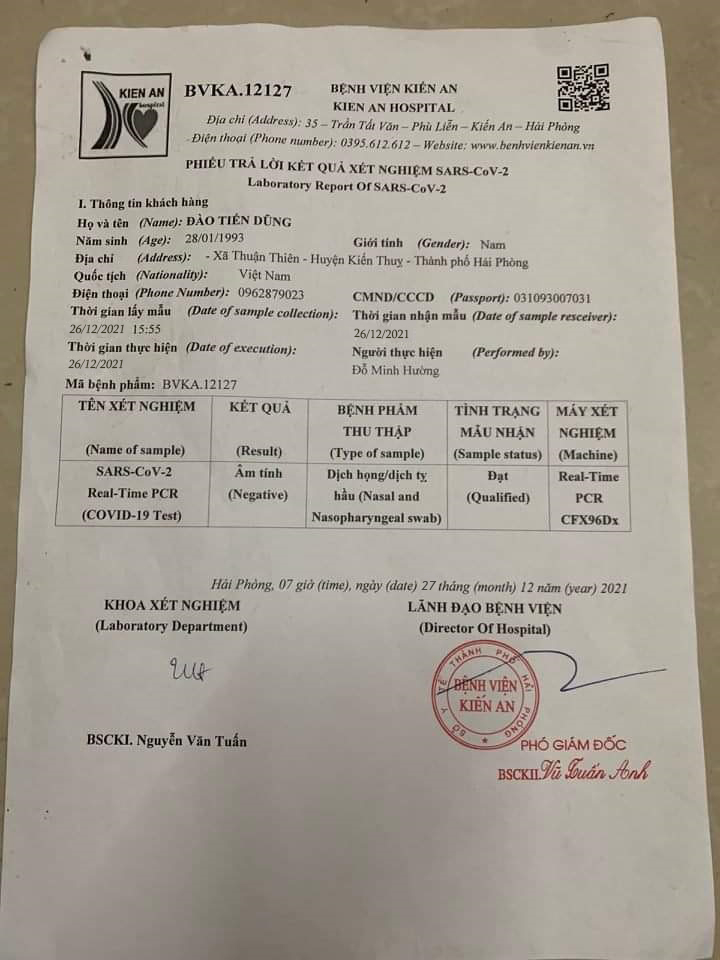 KIEN AN
hospital
BVKA.12127
BỆNH VIỆN KIẾN AN
KIEN AN HOSPITAL
Địa chỉ (Address): 35 – Trần Tất Văn – Phù Liễn – Kiến An – Hải Phòng
Điện thoại (Phone number): 0395.612.612 – Website: www.benhvienkienan.vn
PHIẾU TRẢ LỜI KẾT QUẢ XÉT NGHIỆM SARS-CoV-2
Laboratory Report Of SARS-CoV-2
I. Thông tin khách hàng
Họ và tên (Name): ĐÀO TIẾN DŨNG
Năm sinh (Age): 28/01/1993 Giới tính (Gender): Nam
Địa chỉ (Address): - Xã Thuận Thiên - Huyện Kiến Thuỵ - Thành phố Hải Phòng
Quốc tịch (Nationality): Việt Nam
Điện thoại (Phone Number): 0962879023 CMND/CCCD (Passport): 031093007031
Thời gian lấy mẫu (Date of sample collection): Thời gian nhận mẫu (Date of sample resceiver):
26/12/2021 15:55 26/12/2021
Thời gian thực hiện (Date of execution): Người thực hiện (Performed by):
26/12/2021 Đỗ Minh Hường
Mã bệnh phẩm: BVKA.12127
TÊN XÉT NGHIỆM KẾT QUẢ BỆNH PHẨM TÌNH TRẠNG MÁY XÉT
THU THẬP MẪU NHẬN NGHIỆM
(Name of sample) (Result) (Type of sample) (Sample status) (Machine)
SARS-CoV-2 Âm tính Dịch họng/dịch tỵ Đạt Real-Time
Real-Time PCR (Negative) hầu (Nasal and (Qualified) PCR
(COVID-19 Test) Nasopharyngeal swab) CFX96Dx
Hải Phòng, 07 giờ (time), ngày (date) 27 tháng (month) 12 năm (year) 2021
KHOA XÉT NGHIỆM LÃNH ĐẠO BỆNH VIỆN
(Laboratory Department) (Director Of Hospital)
SỞ Y TẾ THÀNH PHỐ HẢI PHÒNG
BỆNH VIỆN
KIẾN AN
BSCKI. Nguyễn Văn Tuấn PHÓ GIÁM ĐỐC
BSCKII. Vũ Tuấn Anh